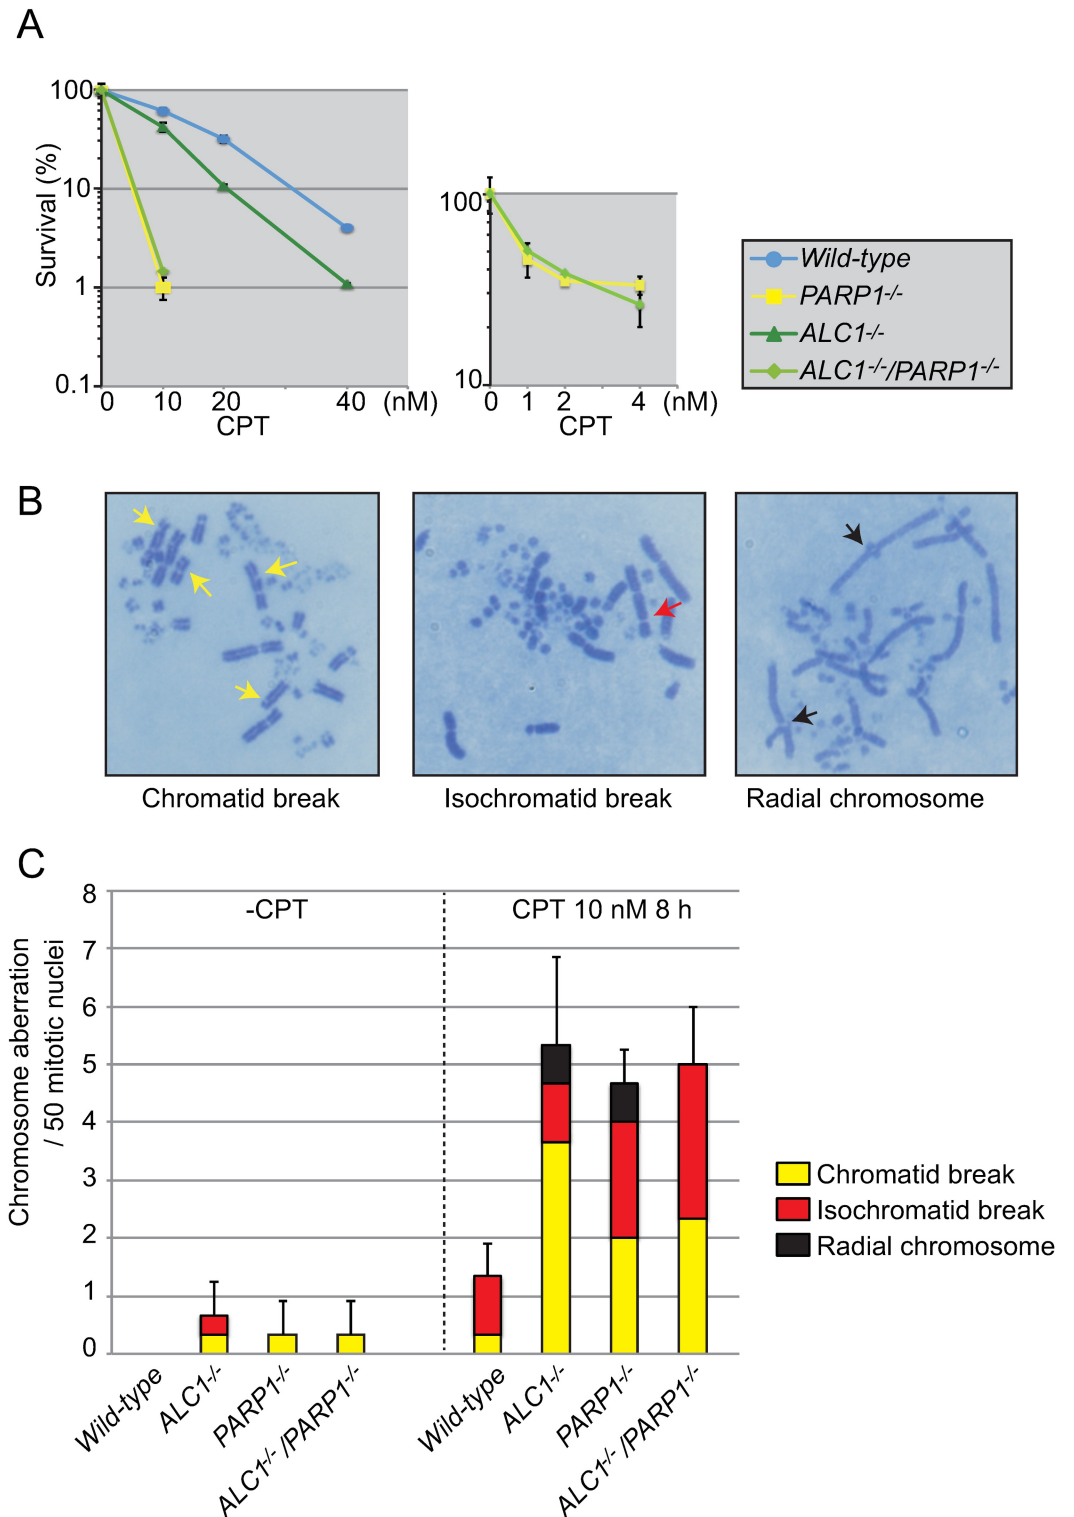 A
Survival (%)
100
10
1
0.1
0 10 20 40 (nM)
CPT
100
10
0 1 2 4 (nM)
CPT
Wild-type
PARP1-/-
ALC1-/-
ALC1-/-/PARP1-/-
B
Chromatid break
Isochromatid break
Radial chromosome
C
Chromosome aberration
/ 50 mitotic nuclei
8
7
6
5
4
3
2
1
0
-CPT
CPT 10 nM 8 h
Wild-type
ALC1-/-
PARP1-/-
ALC1-/- /PARP1-/-
Wild-type
ALC1-/-
PARP1-/-
ALC1-/- /PARP1-/-
Chromatid break
Isochromatid break
Radial chromosome